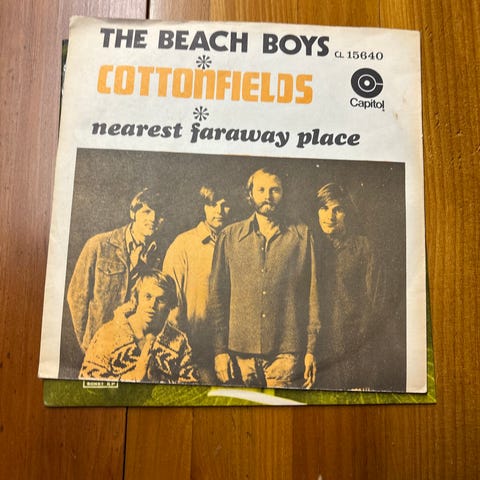 THE BEACH BOYS CL 15640
*
COTTONFIELDS
Capitol
*
nearest faraway place